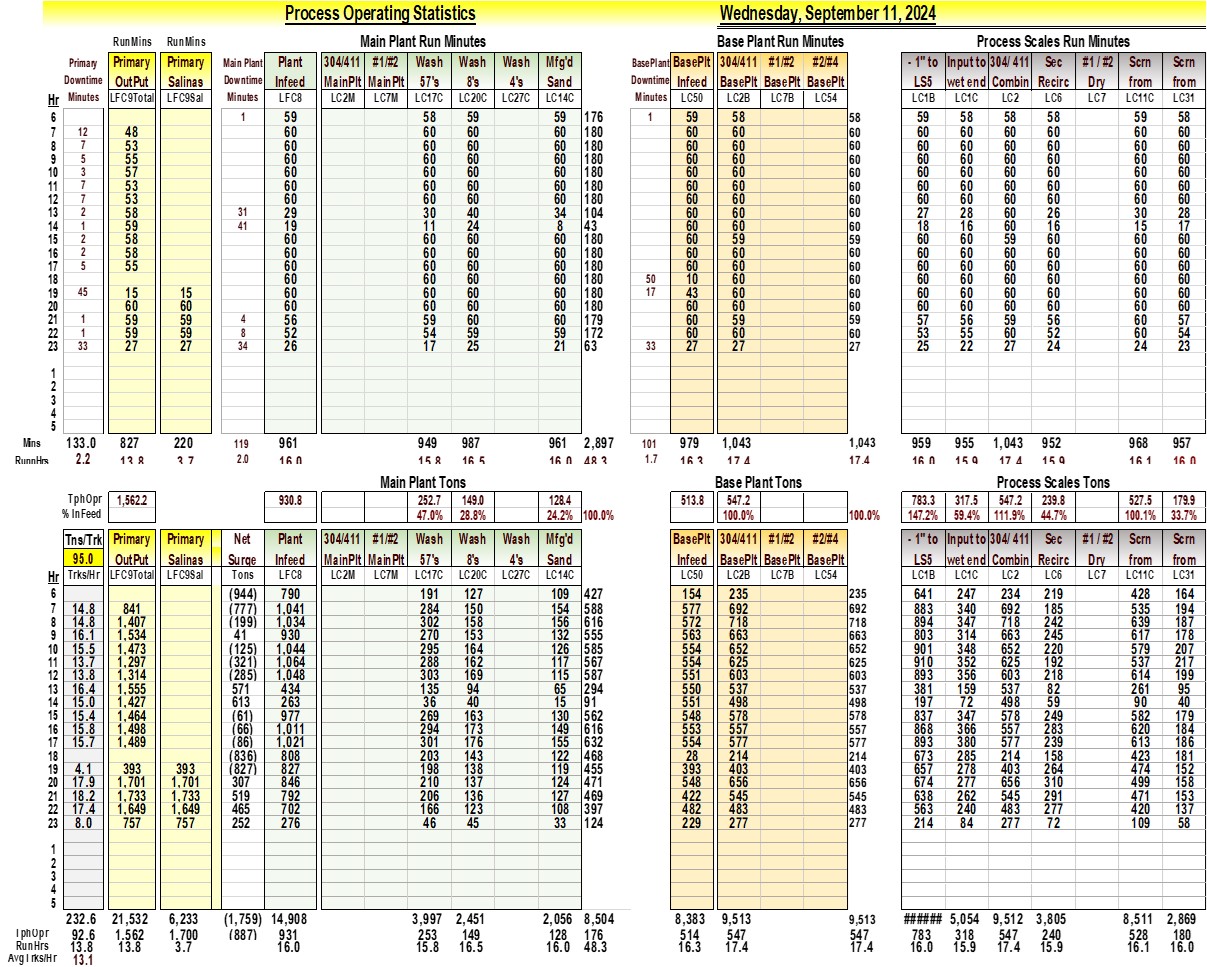 Process Operating Statistics Wednesday, September 11, 2024
RunMins RunMins Main Plant Run Minutes Base Plant Run Minutes Process Scales Run Minutes
Primary Primary Primary Main Plant Plant 304/411 #1/#2 Wash Wash Wash Mfg'd BasePlant BasePlt 304/411 #1/#2 #2/#4 - 1" to Input to 304/ 411 Sec #1 / #2 Scrn Scrn
Downtime OutPut Salinas Downtime Infeed MainPlt MainPlt 57's 8's 4's Sand Downtime Infeed BasePlt BasePlt BasePlt LS5 wet end Combin Recirc Dry from from
Hr Minutes LFC9Total LFC9Sal Minutes LFC8 LC2M LC7M LC17C LC20C LC27C LC14C Minutes LC50 LC2B LC7B LC54 LC1B LC1C LC2 LC6 LC7 LC11C LC31
6 1 59 58 59 59 176 1 59 58 58 59 58 58 58 59 58
7 12 48 60 60 60 60 180 60 60 60 60 60 60 60 60 60
8 7 53 60 60 60 60 180 60 60 60 60 60 60 60 60 60
9 5 55 60 60 60 60 180 60 60 60 60 60 60 60 60 60
10 3 57 60 60 60 60 180 60 60 60 60 60 60 60 60 60
11 7 53 60 60 60 60 180 60 60 60 60 60 60 60 60 60
12 7 53 60 60 60 60 180 60 60 60 60 60 60 60 60 60
13 2 58 31 29 30 40 34 104 60 60 60 27 28 60 26 30 28
14 1 59 41 19 11 24 8 43 60 60 60 18 16 60 16 15 17
15 2 58 60 60 60 60 180 60 59 59 60 60 60 60 60 60
16 2 58 60 60 60 60 180 60 60 60 60 60 60 60 60 60
17 5 55 60 60 60 60 180 60 60 60 60 60 60 60 60 60
18 60 60 60 60 180 50 10 60 60 60 60 60 60 60 60
19 45 15 15 60 60 60 60 180 17 43 60 60 60 60 60 60 60 60
20 60 60 60 60 60 60 180 60 60 60 60 60 60 60 60 60
21 1 59 59 4 56 59 60 60 179 60 59 59 57 56 59 56 60 57
22 1 59 59 8 52 54 59 59 172 60 60 60 53 55 60 52 60 54
23 33 27 27 34 26 17 25 21 63 33 27 27 27 25 22 27 24 24 23
1
2
3
4
5
Mins 133.0 827 220 119 961 949 987 961 2,897 101 979 1,043 1,043 959 955 1,043 952 968 957
RunnHrs 2.2 13.8 3.7 2.0 16.0 15.8 16.5 16.0 48.3 1.7 16.3 17.4 17.4 16.0 15.9 17.4 15.9 16.1 16.0
Main Plant Tons Base Plant Tons Process Scales Tons
TphOpr 1,562.2 930.8 252.7 149.0 128.4 513.8 547.2 783.3 317.5 547.2 239.8 527.5 179.9
% InFeed 47.0% 28.8% 24.2% 100.0% 100.0% 100.0% 147.2% 59.4% 111.9% 44.7% 100.1% 33.7%
Tns/Trk Primary Primary Net Plant 304/411 #1/#2 Wash Wash Wash Mfg'd BasePlt 304/411 #1/#2 #2/#4 - 1" to Input to 304/ 411 Sec #1 / #2 Scrn Scrn
95.0 OutPut Salinas Surge Infeed MainPlt MainPlt 57's 8's 4's Sand Infeed BasePlt BasePlt BasePlt LS5 wet end Combin Recirc Dry from from
Hr Trks/Hr LFC9Total LFC9Sal Tons LFC8 LC2M LC7M LC17C LC20C LC27C LC14C LC50 LC2B LC7B LC54 LC1B LC1C LC2 LC6 LC7 LC11C LC31
6 (944) 790 191 127 109 427 154 235 235 641 247 234 219 428 164
7 14.8 841 (777) 1,041 284 150 154 588 577 692 692 883 340 692 185 535 194
8 14.8 1,407 (199) 1,034 302 158 156 616 572 718 718 894 347 718 242 639 187
9 16.1 1,534 41 930 270 153 132 555 563 663 663 803 314 663 245 617 178
10 15.5 1,473 (125) 1,044 295 164 126 585 554 652 652 901 348 652 220 579 207
11 13.7 1,297 (321) 1,064 288 162 117 567 554 625 625 910 352 625 192 537 217
12 13.8 1,314 (285) 1,048 303 169 115 587 551 603 603 893 356 603 218 614 199
13 16.4 1,555 571 434 135 94 65 294 550 537 537 381 159 537 82 261 95
14 15.0 1,427 613 263 36 40 15 91 551 498 498 197 72 498 59 90 40
15 15.4 1,464 (61) 977 269 163 130 562 548 578 578 837 347 578 249 582 179
16 15.8 1,498 (66) 1,011 294 173 149 616 553 557 557 868 366 557 283 620 184
17 15.7 1,489 (86) 1,021 301 176 155 632 554 577 577 893 380 577 239 613 186
18 (836) 808 203 143 122 468 28 214 214 673 285 214 158 423 181
19 4.1 393 393 (827) 827 198 138 119 455 393 403 403 657 278 403 264 474 152
20 17.9 1,701 1,701 307 846 210 137 124 471 548 656 656 674 277 656 310 499 158
21 18.2 1,733 1,733 519 792 206 136 127 469 422 545 545 638 262 545 291 471 153
22 17.4 1,649 1,649 465 702 166 123 108 397 482 483 483 563 240 483 277 420 137
23 8.0 757 757 252 276 46 45 33 124 229 277 277 214 84 277 72 109 58
1
2
3
4
5
232.6 21,532 6,233 (1,759) 14,908 3,997 2,451 2,056 8,504 8,383 9,513 9,513 ###### 5,054 9,512 3,805 8,511 2,869
TphOpr 92.6 1,562 1,700 (887) 931 253 149 128 176 514 547 547 783 318 547 240 528 180
RunHrs 13.8 13.8 3.7 16.0 15.8 16.5 16.0 48.3 16.3 17.4 17.4 16.0 15.9 17.4 15.9 16.1 16.0
AvgTrks/Hr 13.1